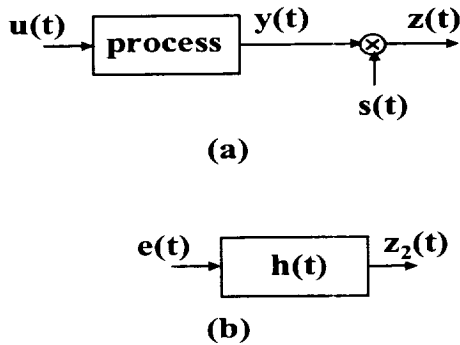 u(t) process y(t) z(t)
s(t)
(a)
e(t) h(t) z₂(t)
(b)